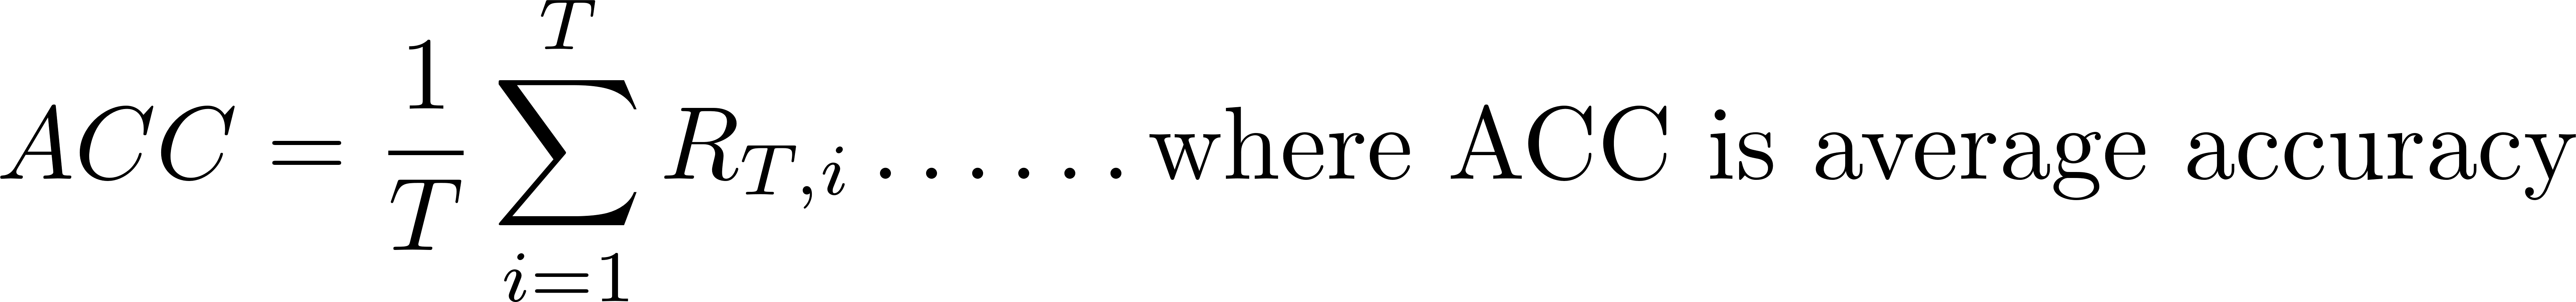 ACC = \frac{1}{T} \sum_{i=1}^{T} R_{T,i} ...... where ACC is average accuracy